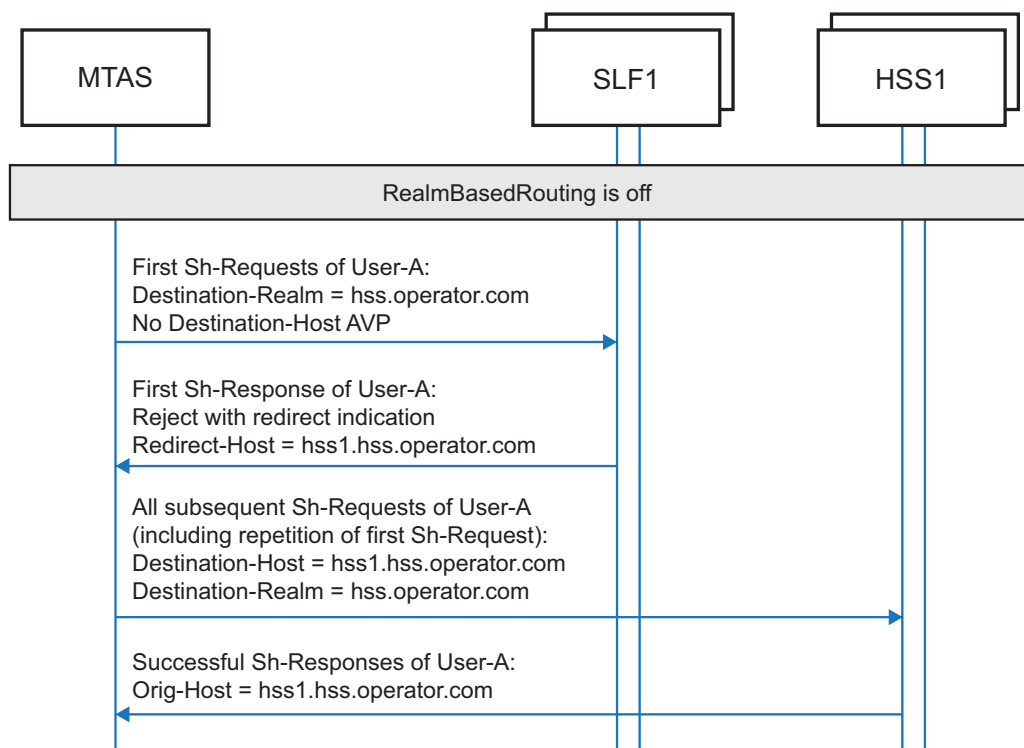 MTAS
SLF1
HSS1
RealmBasedRouting is off
First Sh-Requests of User-A:
Destination-Realm = hss.operator.com
No Destination-Host AVP
First Sh-Response of User-A:
Reject with redirect indication
Redirect-Host = hss1.hss.operator.com
All subsequent Sh-Requests of User-A
(including repetition of first Sh-Request):
Destination-Host = hss1.hss.operator.com
Destination-Realm = hss.operator.com
Successful Sh-Responses of User-A:
Orig-Host = hss1.hss.operator.com